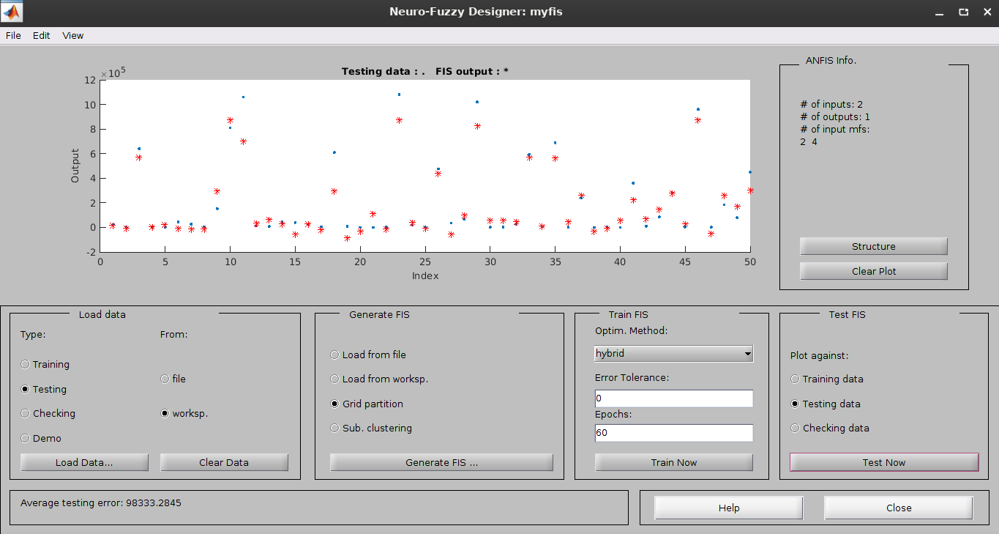 Neuro-Fuzzy Designer: myfis
File Edit View
×10^5
Testing data : . FIS output : *
12
10
8
6
4
2
0
-2
Output
0 5 10 15 20 25 30 35 40 45 50
Index
ANFIS Info.
# of inputs: 2
# of outputs: 1
# of input mfs:
2 4
Structure
Clear Plot
Load data
Type: From:
Training
file
Testing
Checking
worksp.
Demo
Load Data...
Clear Data
Generate FIS
Load from file
Load from worksp.
Grid partition
Sub. clustering
Generate FIS ...
Train FIS
Optim. Method:
hybrid
Error Tolerance:
0
Epochs:
60
Train Now
Test FIS
Plot against:
Training data
Testing data
Checking data
Test Now
Average testing error: 98333.2845
Help
Close